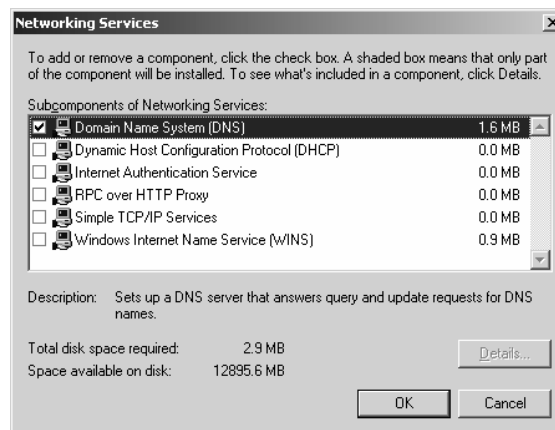 Networking Services
To add or remove a component, click the check box. A shaded box means that only part
of the component will be installed. To see what's included in a component, click Details.
Subcomponents of Networking Services:
Domain Name System (DNS) 1.6 MB
Dynamic Host Configuration Protocol (DHCP) 0.0 MB
Internet Authentication Service 0.0 MB
RPC over HTTP Proxy 0.0 MB
Simple TCP/IP Services 0.0 MB
Windows Internet Name Service (WINS) 0.9 MB
Description: Sets up a DNS server that answers query and update requests for DNS
names.
Total disk space required: 2.9 MB
Space available on disk: 12895.6 MB
Details...
OK Cancel